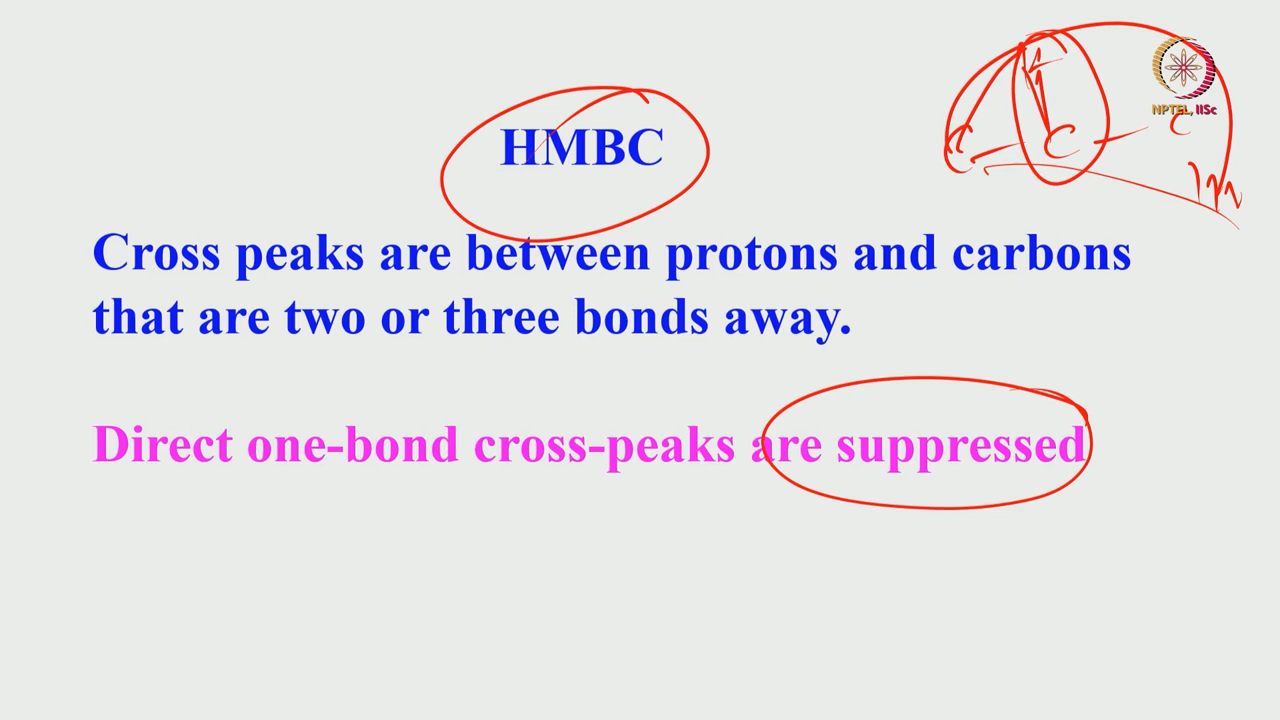 HMBC
Cross peaks are between protons and carbons
that are two or three bonds away.
Direct one-bond cross-peaks are suppressed
NPTEL, IISc
C
C